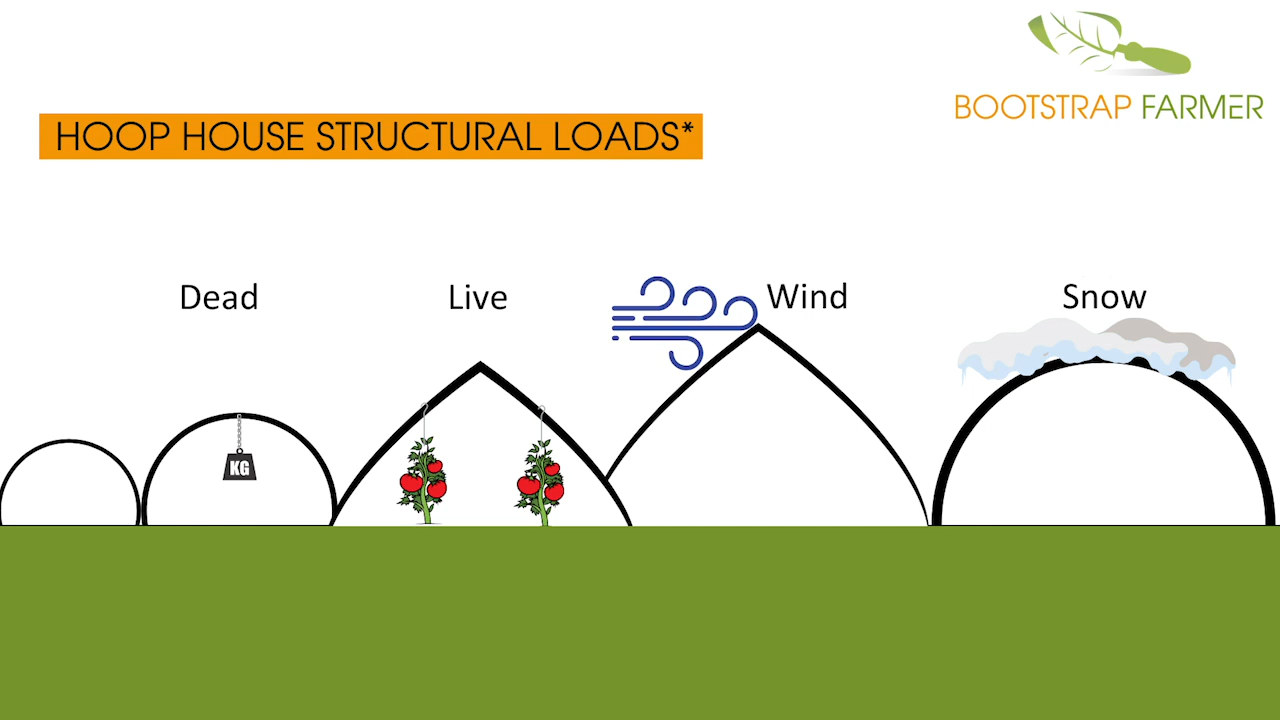 BOOTSTRAP FARMER
HOOP HOUSE STRUCTURAL LOADS*
Dead
Live
Wind
Snow
KG